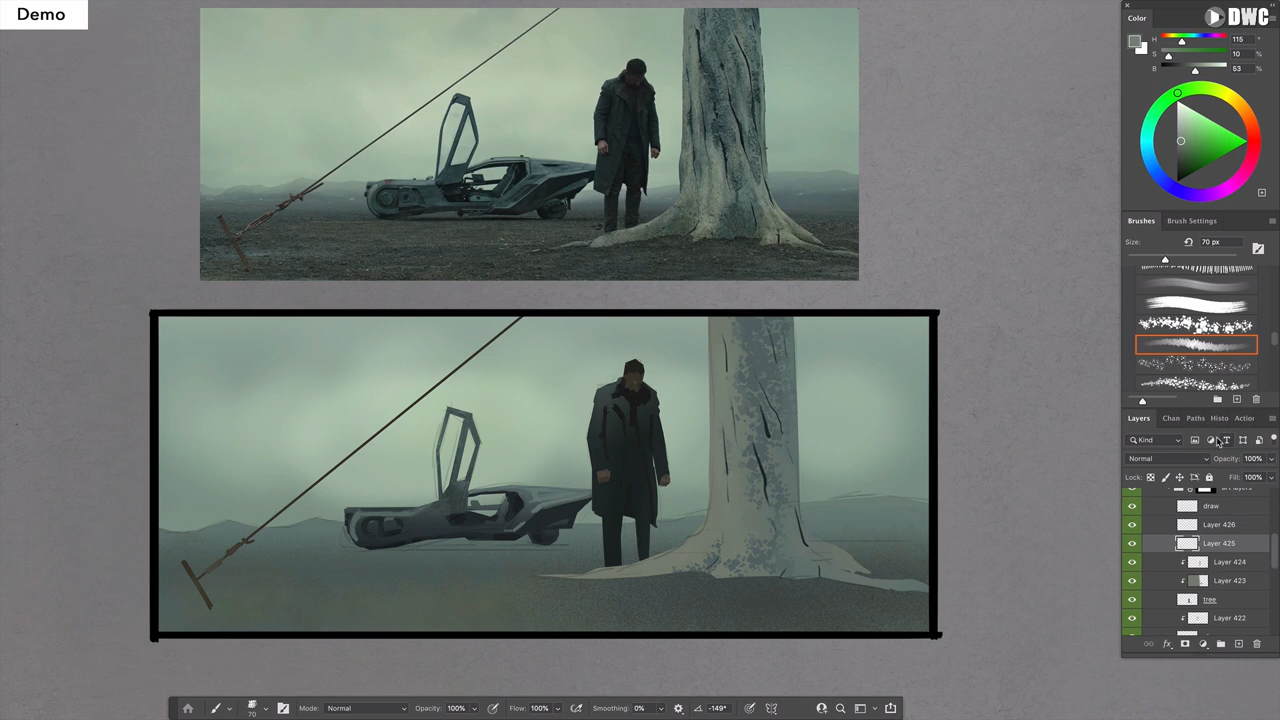 Demo
DWC
Color
H 115 °
S 10 %
B 53 %
Brushes Brush Settings
Size: 70 px
Layers Chan Paths Histo Action
Kind
Normal Opacity: 100%
Lock: Fill: 100%
draw
Layer 426
Layer 425
Layer 424
Layer 423
tree
Layer 422
70 Mode: Normal Opacity: 100% Flow: 100% Smoothing: 0% -149°